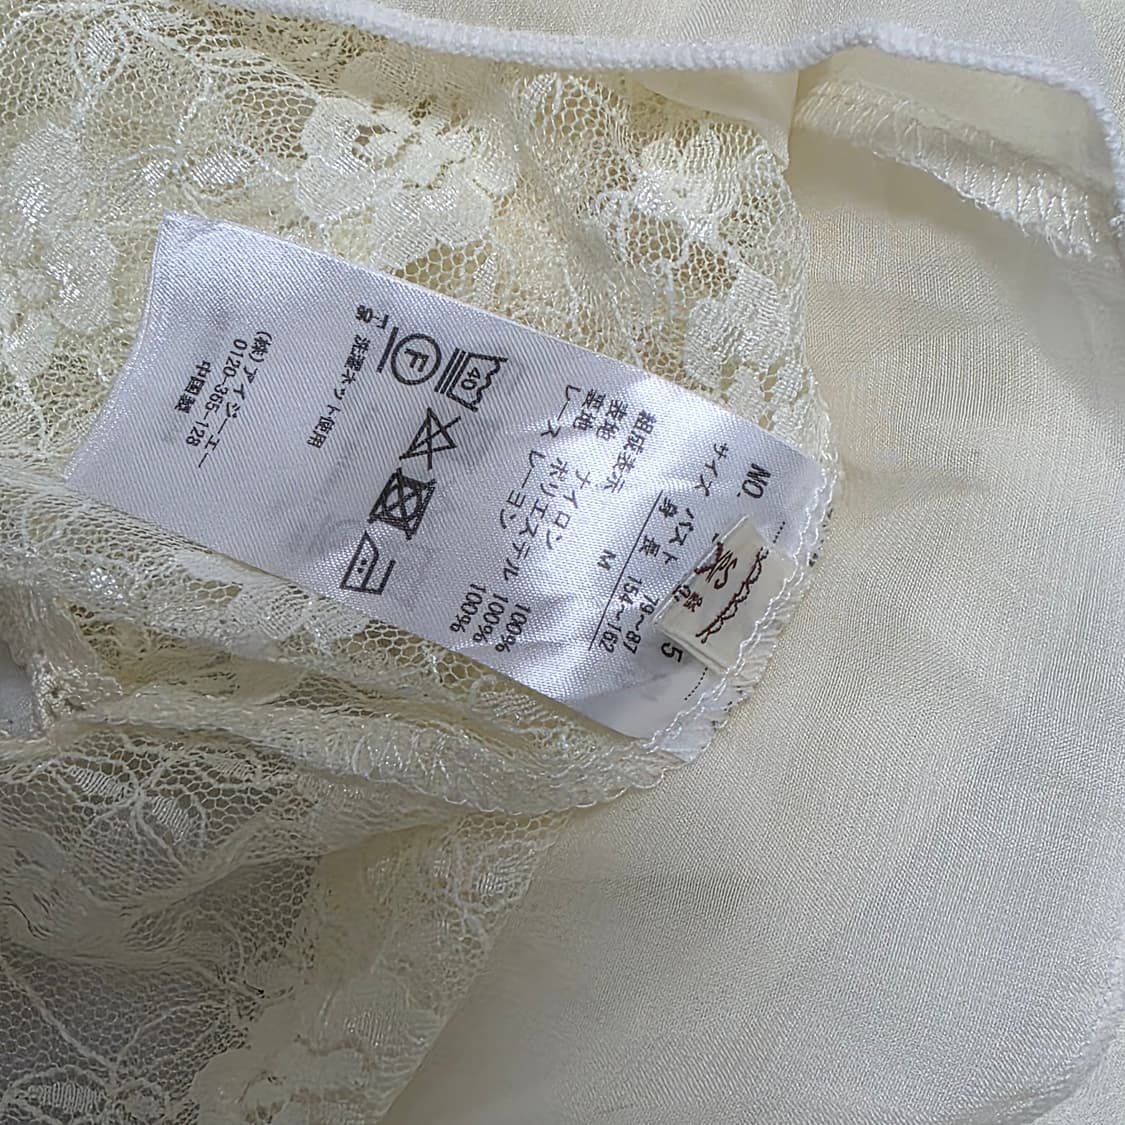 NO. 5
サイズ
バスト 79~87
身長 154~162
M
組成表示
表地 ナイロン 100%
裏地 ポリエステル 100%
レース レーヨン 100%
40
F
洗濯ネット使用
(株)アイジーエー
0120-365-128
中国製